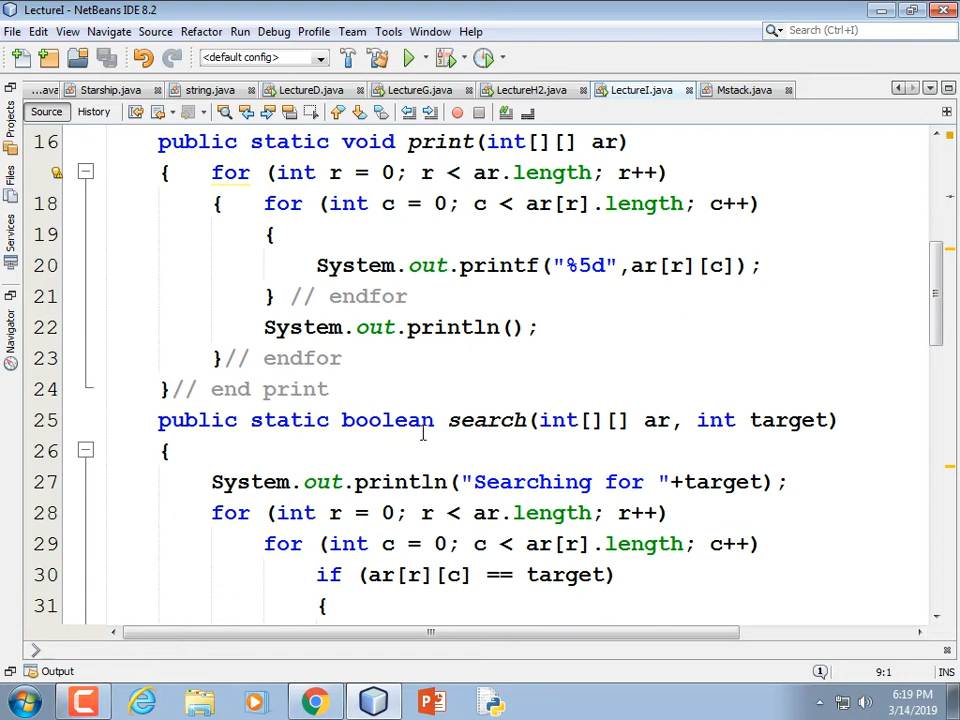 LectureI - NetBeans IDE 8.2
File Edit View Navigate Source Refactor Run Debug Profile Team Tools Window Help
Search (Ctrl+I)
<default config>
...ava Starship.java string.java LectureD.java LectureG.java LectureH2.java LectureI.java Mstack.java
Source History
Projects
Files
Services
Navigator
16 public static void print(int[][] ar)
{ for (int r = 0; r < ar.length; r++)
18 { for (int c = 0; c < ar[r].length; c++)
19 {
20 System.out.printf("%5d",ar[r][c]);
21 } // endfor
22 System.out.println();
23 }// endfor
24 }// end print
25 public static boolean search(int[][] ar, int target)
26 {
27 System.out.println("Searching for "+target);
28 for (int r = 0; r < ar.length; r++)
29 for (int c = 0; c < ar[r].length; c++)
30 if (ar[r][c] == target)
31 {
Output
1
9:1
INS
6:19 PM
3/14/2019